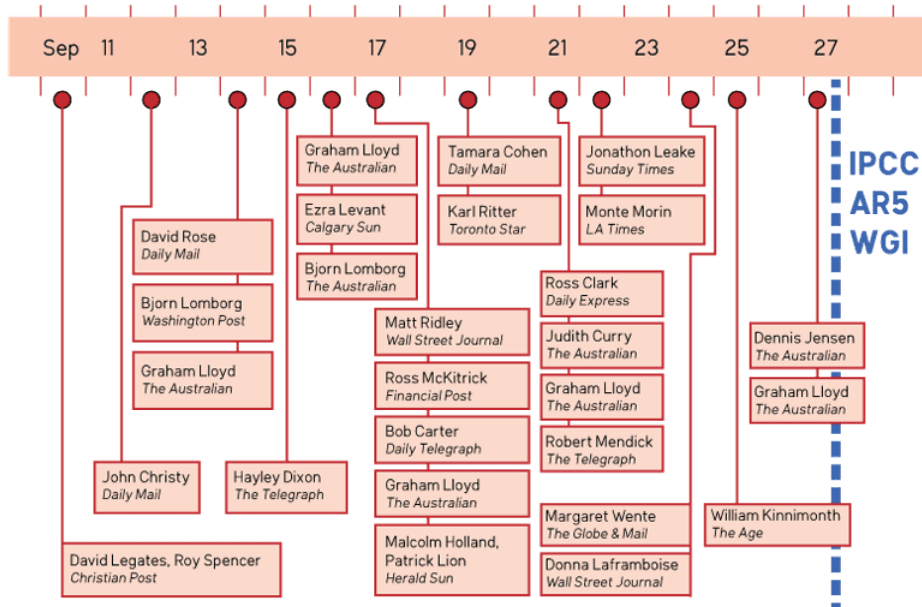 Sep 11 13 15 17 19 21 23 25 27
IPCC
AR5
WGI
David Legates, Roy Spencer
Christian Post
John Christy
Daily Mail
David Rose
Daily Mail
Bjorn Lomborg
Washington Post
Graham Lloyd
The Australian
Hayley Dixon
The Telegraph
Graham Lloyd
The Australian
Ezra Levant
Calgary Sun
Bjorn Lomborg
The Australian
Matt Ridley
Wall Street Journal
Ross McKitrick
Financial Post
Bob Carter
Daily Telegraph
Graham Lloyd
The Australian
Malcolm Holland,
Patrick Lion
Herald Sun
Tamara Cohen
Daily Mail
Karl Ritter
Toronto Star
Ross Clark
Daily Express
Judith Curry
The Australian
Graham Lloyd
The Australian
Robert Mendick
The Telegraph
Jonathon Leake
Sunday Times
Monte Morin
LA Times
Margaret Wente
The Globe & Mail
Donna Laframboise
Wall Street Journal
William Kinnimonth
The Age
Dennis Jensen
The Australian
Graham Lloyd
The Australian